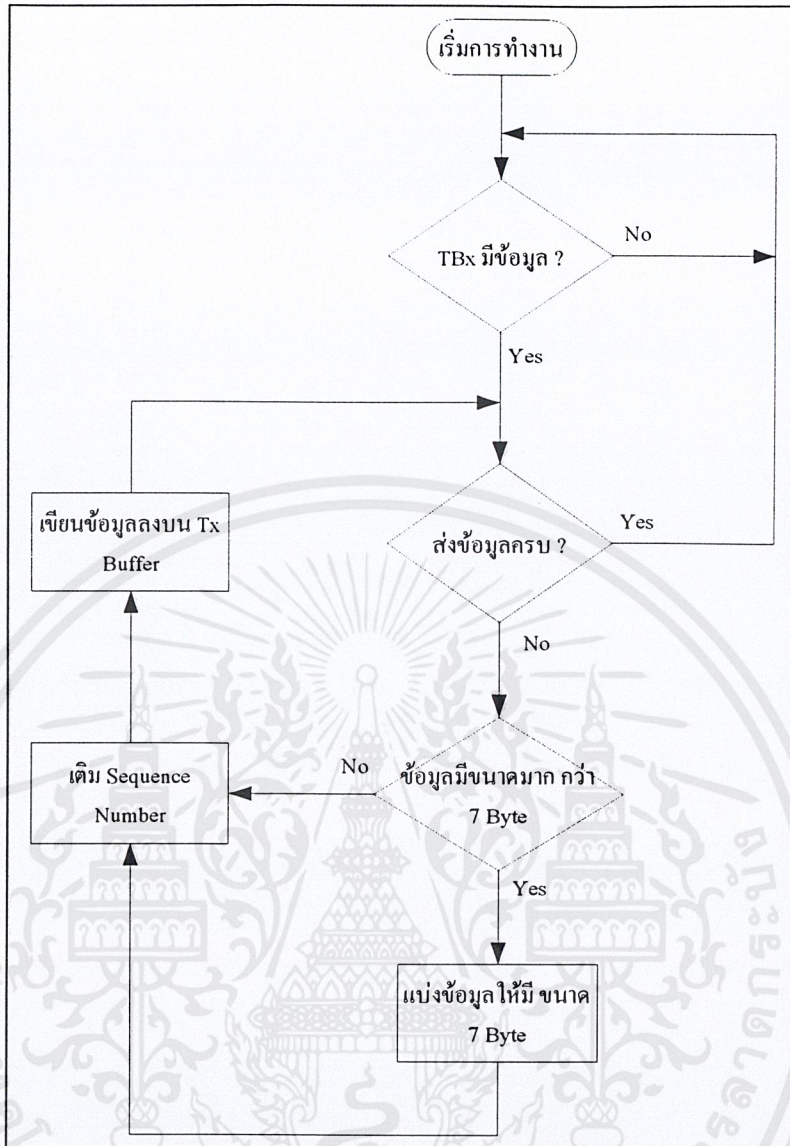 เริ่มการทำงาน
TBx มีข้อมูล ?
No
Yes
ส่งข้อมูลครบ ?
Yes
No
เขียนข้อมูลลงบน Tx
Buffer
เติม Sequence
Number
No
ข้อมูลมีขนาดมาก กว่า
7 Byte
Yes
แบ่งข้อมูลให้มี ขนาด
7 Byte